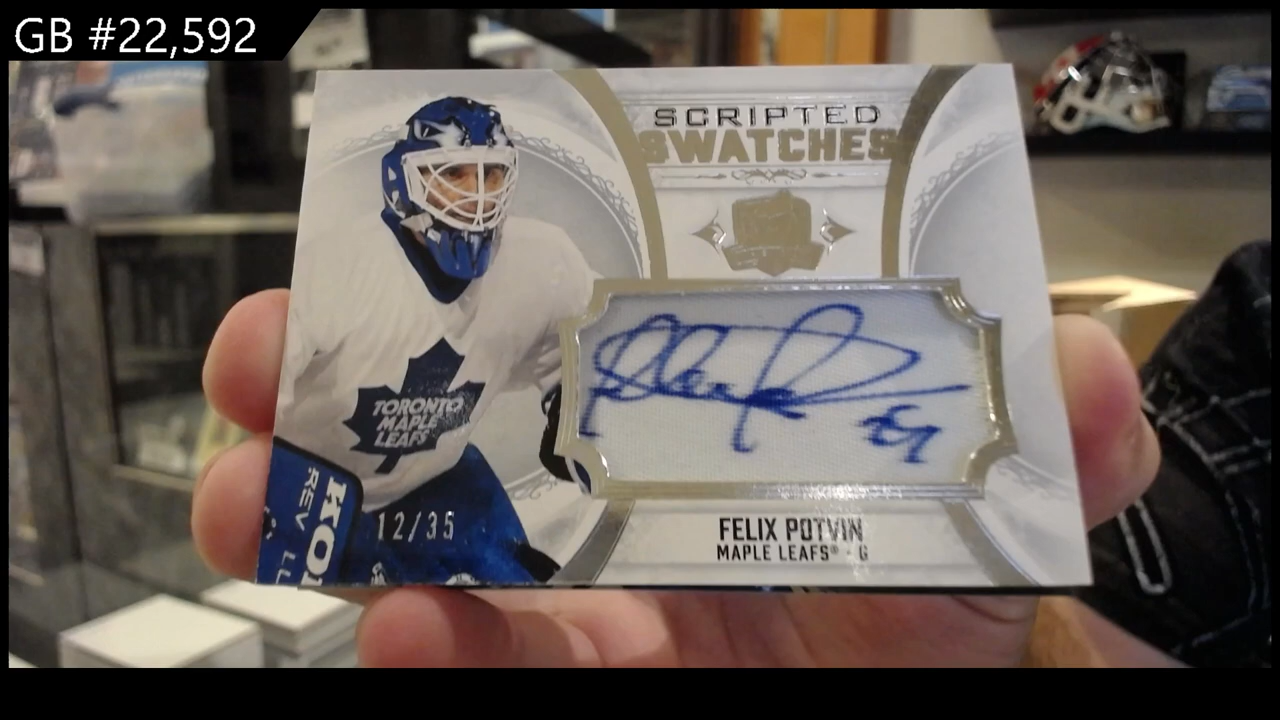 GB #22,592
SCRIPTED
SWATCHES
TORONTO
MAPLE
LEAFS
12/35
FELIX POTVIN
MAPLE LEAFS® - G